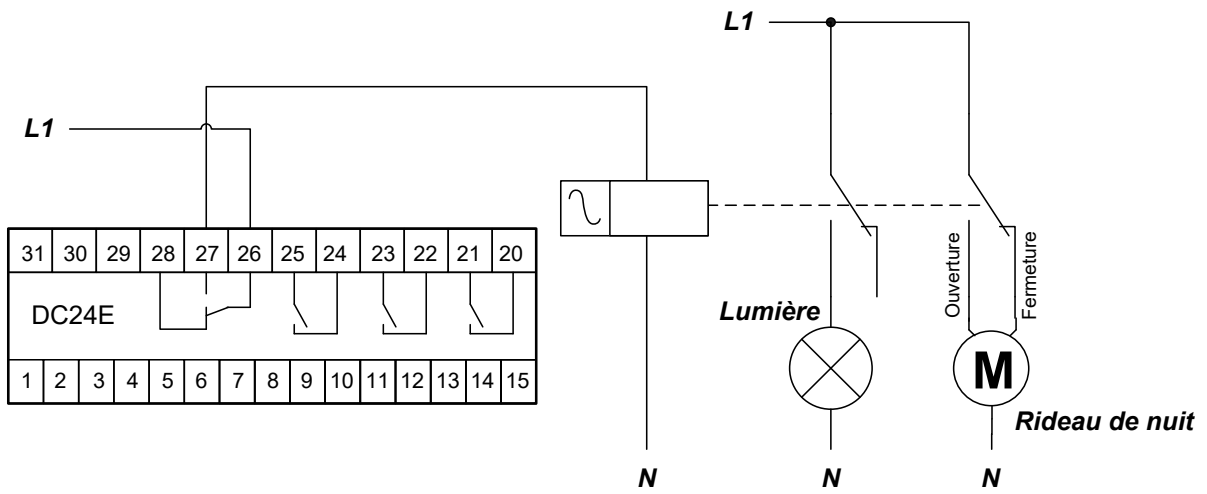 L1
L1
31 30 29 28 27 26 25 24 23 22 21 20
DC24E
1 2 3 4 5 6 7 8 9 10 11 12 13 14 15
Ouverture
Fermeture
Lumière
M
Rideau de nuit
N
N
N